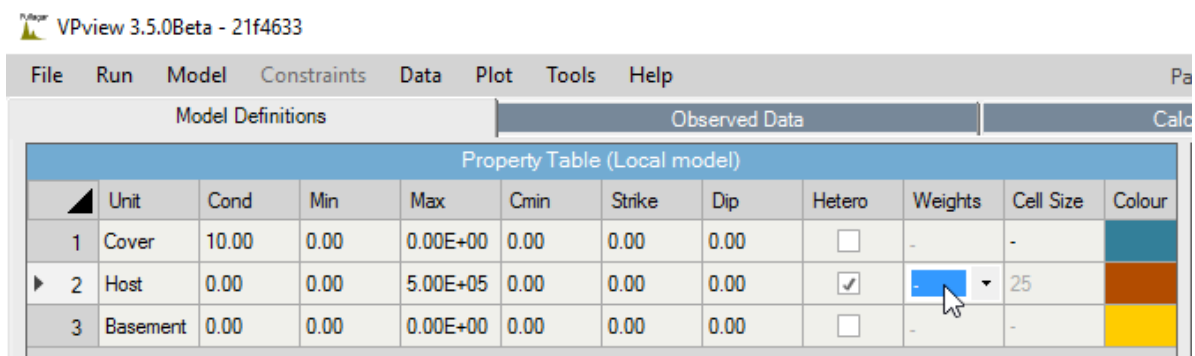 VPview 3.5.0Beta - 21f4633
File Run Model Constraints Data Plot Tools Help Pa
Model Definitions Observed Data Calc
Property Table (Local model)
Unit Cond Min Max Cmin Strike Dip Hetero Weights Cell Size Colour
1 Cover 10.00 0.00 0.00E+00 0.00 0.00 0.00 - -
2 Host 0.00 0.00 5.00E+05 0.00 0.00 0.00 - 25
3 Basement 0.00 0.00 0.00E+00 0.00 0.00 0.00 - -